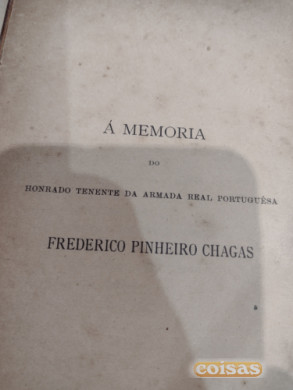 Á MEMORIA
DO
HONRADO TENENTE DA ARMADA REAL PORTUGUÊSA
FREDERICO PINHEIRO CHAGAS
coisas